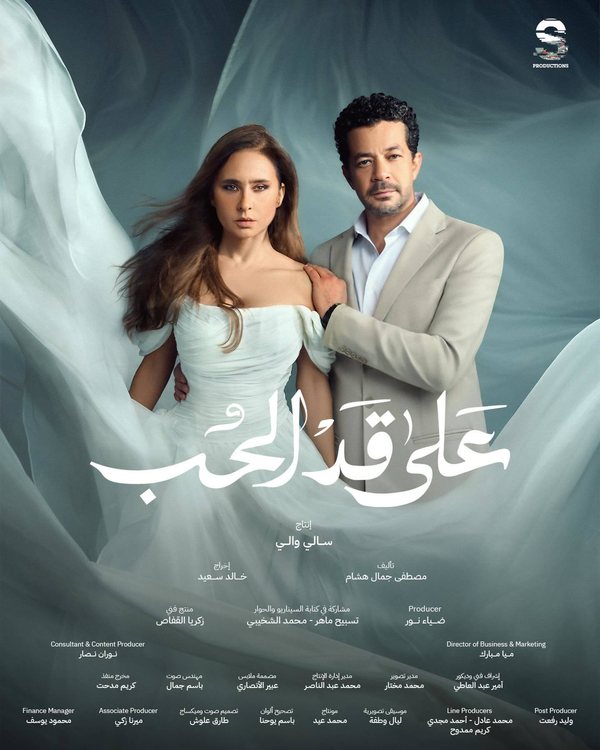 S
PRODUCTIONS
عَلى قَدْ الحُب
إنتاج
سالي والي
تأليف
مصطفى جمال هشام
إخراج
خالد سعيد
Producer
ضياء نور
مشاركة في كتابة السيناريو والحوار
تسبيح ماهر - محمد الشخيبي
منتج فني
زكريا القفاص
Director of Business & Marketing
ميا مبارك
Consultant & Content Producer
نوران نصار
إشراف فني وديكور
أمير عبد العاطي
مدير تصوير
محمد مختار
مدير إدارة الإنتاج
محمد عبد الناصر
مصممة ملابس
عبير الأنصاري
مهندس صوت
باسم جمال
مخرج منفذ
كريم مدحت
Post Producer
وليد رفعت
Line Producers
محمد عادل - أحمد مجدي
كريم ممدوح
موسيقى تصويرية
ليال وطفة
مونتاج
محمد عيد
تصحيح ألوان
باسم يوحنا
تصميم صوت وميكساج
طارق علوش
Associate Producer
ميرنا زكي
Finance Manager
محمود يوسف